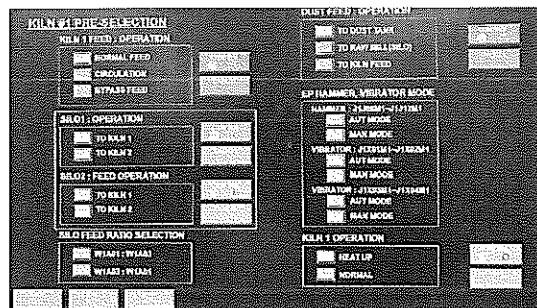 KILN #1 PRE-SELECTION
KILN 1 FEED : OPERATION
NORMAL FEED
CIRCULATION
BYPASS FEED
SILO1 : OPERATION
TO KILN 1
TO KILN 2
SILO2 : FEED OPERATION
TO KILN 1
TO KILN 2
SILO FEED RATIO SELECTION
DUST FEED : OPERATION
TO DUST TANK
TO KILN FEED
EP HAMMER, VIBRATOR MODE
AUT MODE
MAN MODE
AUT MODE
MAN MODE
AUT MODE
MAN MODE
KILN 1 OPERATION
HEAT UP
NORMAL